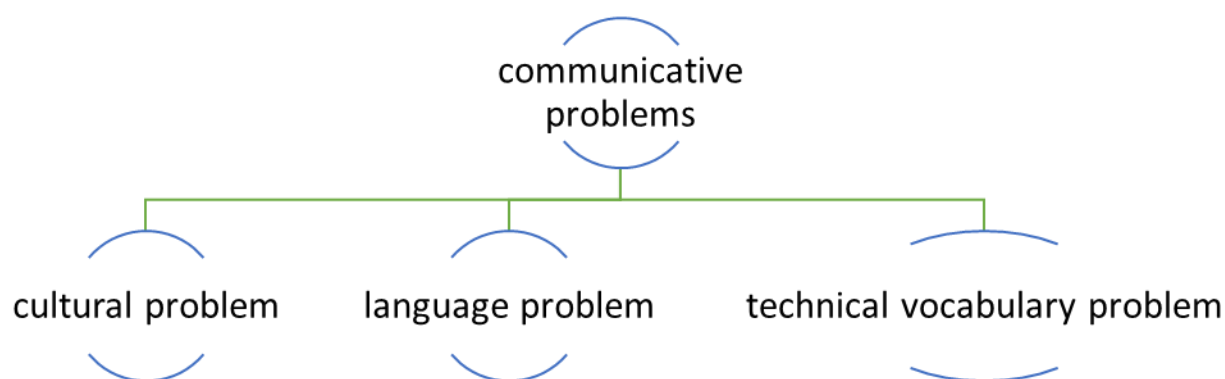 communicative
problems
cultural problem
language problem
technical vocabulary problem